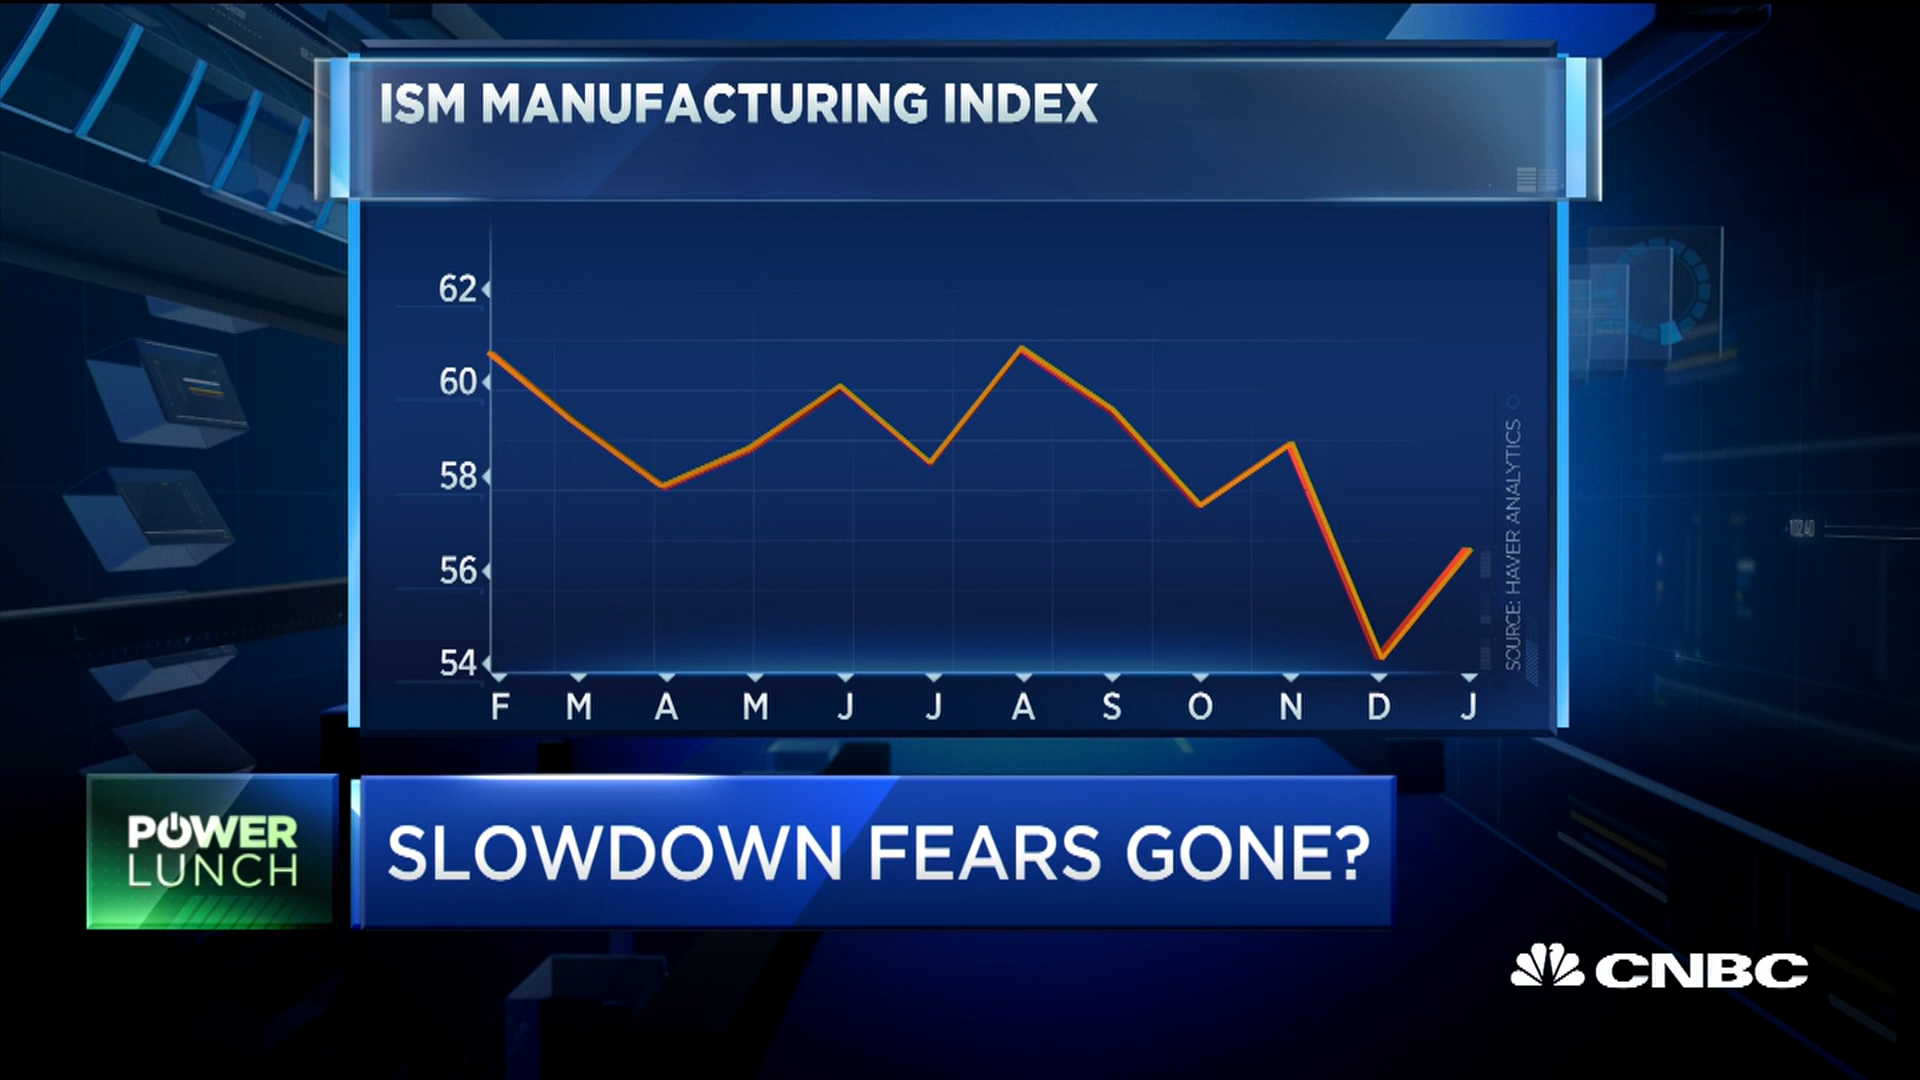 ISM MANUFACTURING INDEX
62
60
58
56
54
F M A M J J A S O N D J
SOURCE: HAVER ANALYTICS
POWER
LUNCH
SLOWDOWN FEARS GONE?
CNBC